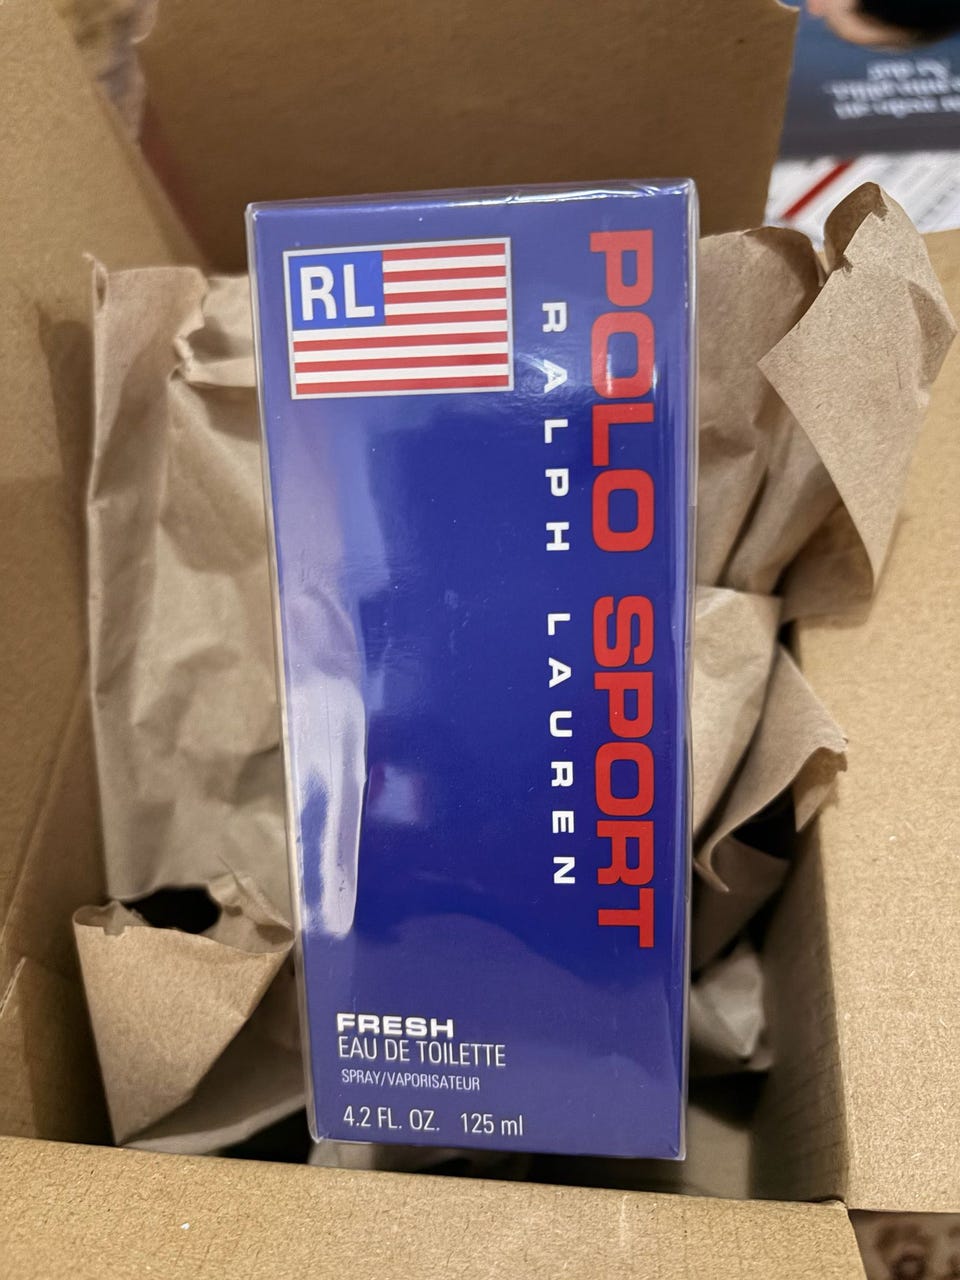 RL
POLO SPORT
RALPH LAUREN
FRESH
EAU DE TOILETTE
SPRAY/VAPORISATEUR
4.2 FL. OZ. 125 ml